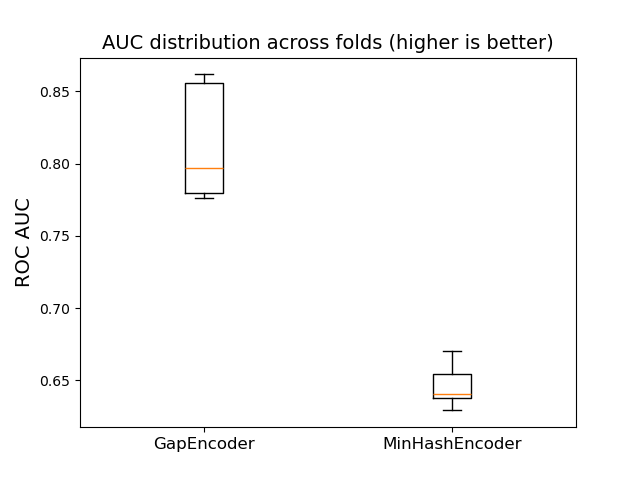 AUC distribution across folds (higher is better)
ROC AUC
0.85
0.80
0.75
0.70
0.65
GapEncoder
MinHashEncoder